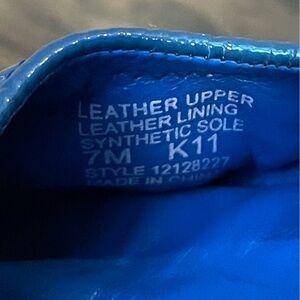 LEATHER UPPER
LEATHER LINING
SYNTHETIC SOLE
7M K11
STYLE 12128227
MADE IN CHINA